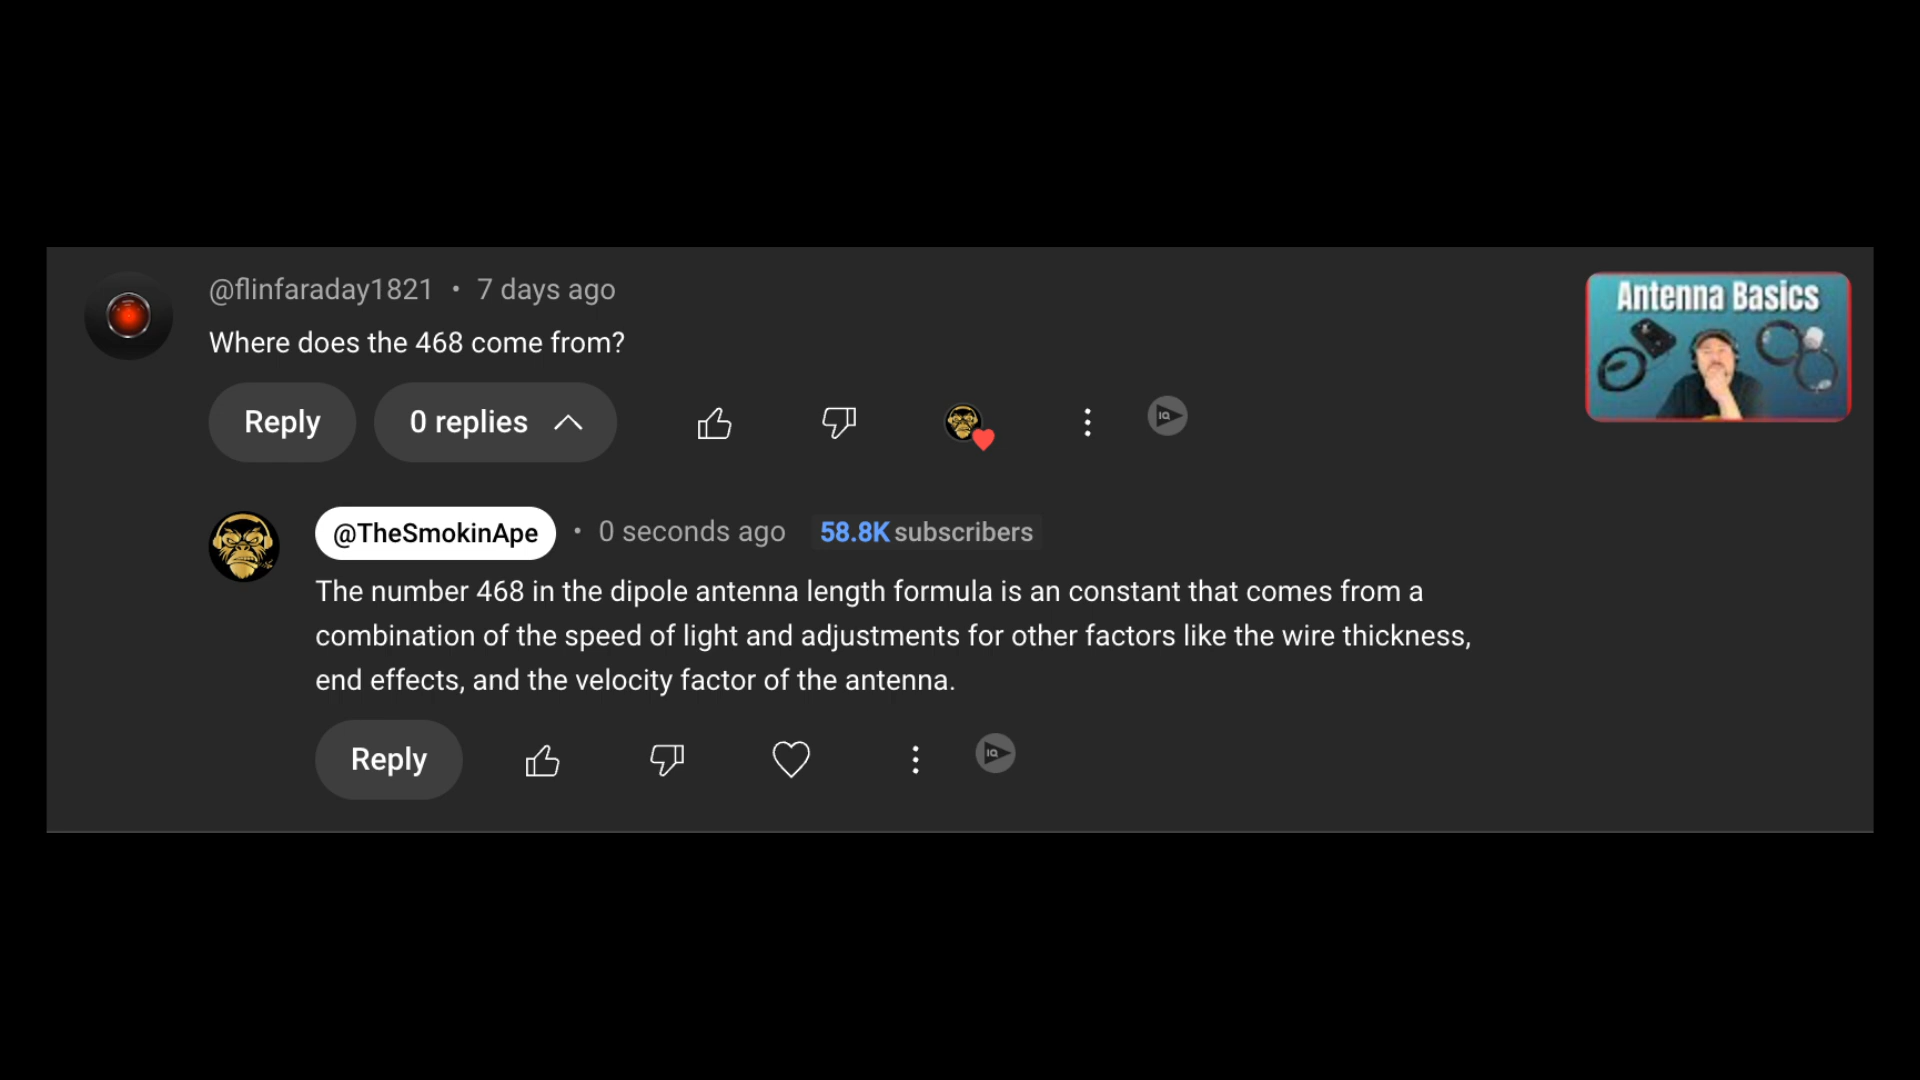 @flinfaraday1821 • 7 days ago
Where does the 468 come from?
Reply
0 replies
IQ
Antenna Basics
@TheSmokinApe • 0 seconds ago 58.8K subscribers
The number 468 in the dipole antenna length formula is an constant that comes from a
combination of the speed of light and adjustments for other factors like the wire thickness,
end effects, and the velocity factor of the antenna.
Reply
IQ